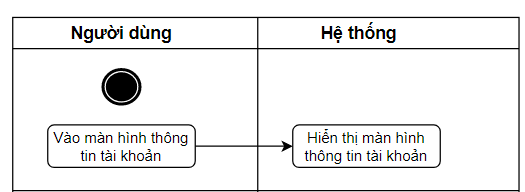 Người dùng
Hệ thống
Vào màn hình thông
tin tài khoản
Hiển thị màn hình
thông tin tài khoản